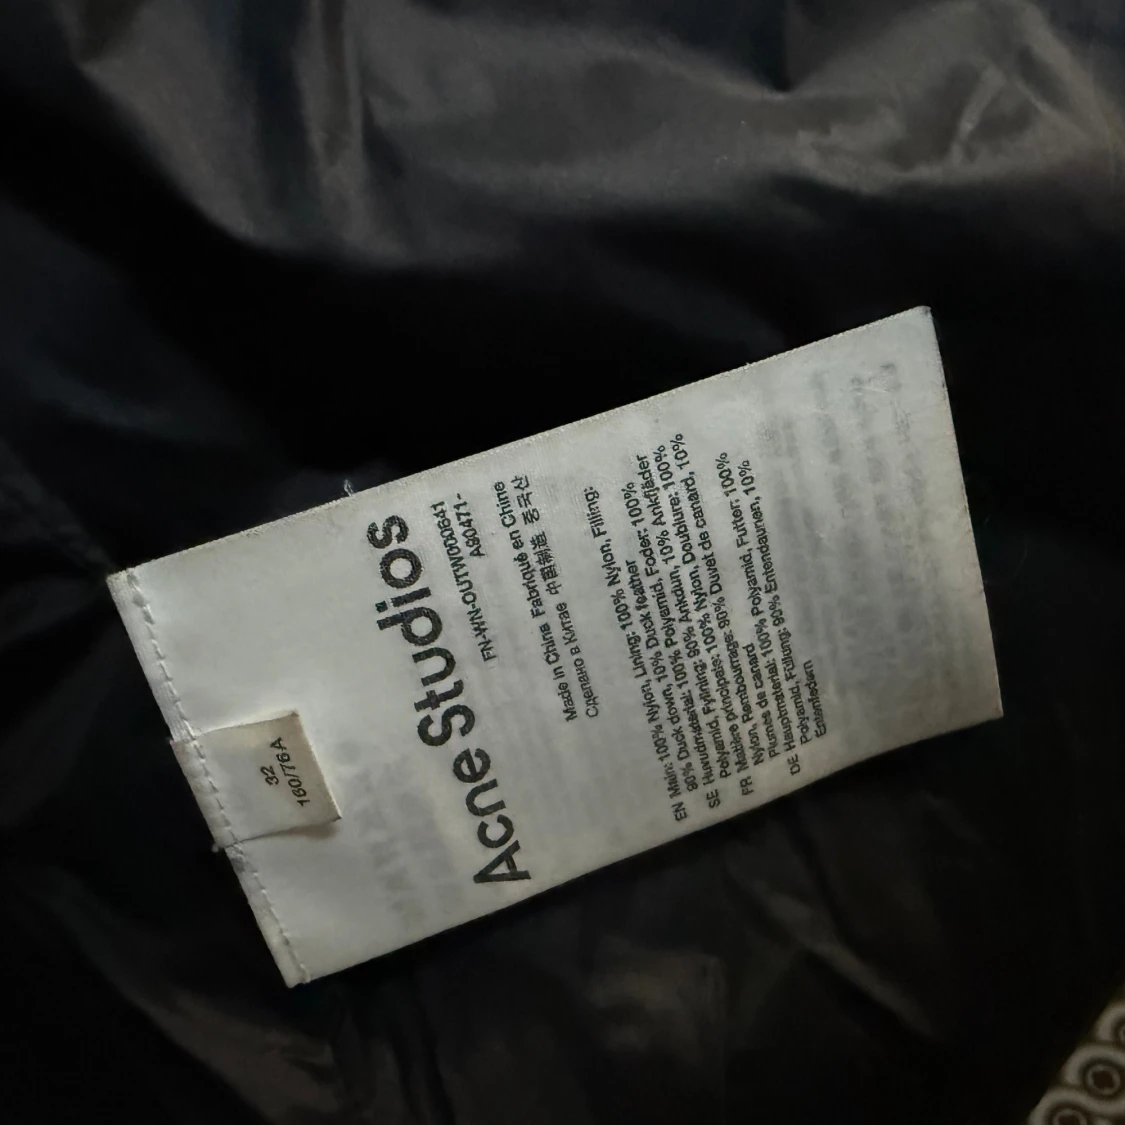 32
160/76A
Acne Studios
FN-WN-OUTW000641
A90471-
Made in China Fabriqué en Chine
Сделано в Китае 中国制造 중국산
EN Main: 100% Nylon, Lining: 100% Nylon, Filling:
90% Duck down, 10% Duck feather
SE Huvudmaterial: 100% Polyamid, Foder: 100%
Polyamid, Fyllning: 90% Ankdun, 10% Ankfjäder
FR Matière principale: 100% Nylon, Doublure: 100%
Nylon, Rembourrage: 90% Duvet de canard, 10%
Plumes de canard
DE Hauptmaterial: 100% Polyamid, Futter: 100%
Polyamid, Füllung: 90% Entendaunen, 10%
Entenfedern